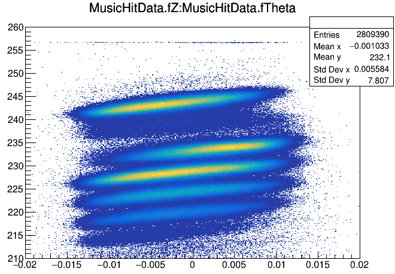 MusicHitData.fZ:MusicHitData.fTheta
Entries 2809390
Mean x -0.001033
Mean y 232.1
Std Dev x 0.005584
Std Dev y 7.807
260
255
250
245
240
235
230
225
220
215
210
-0.02 -0.015 -0.01 -0.005 0 0.005 0.01 0.015 0.02